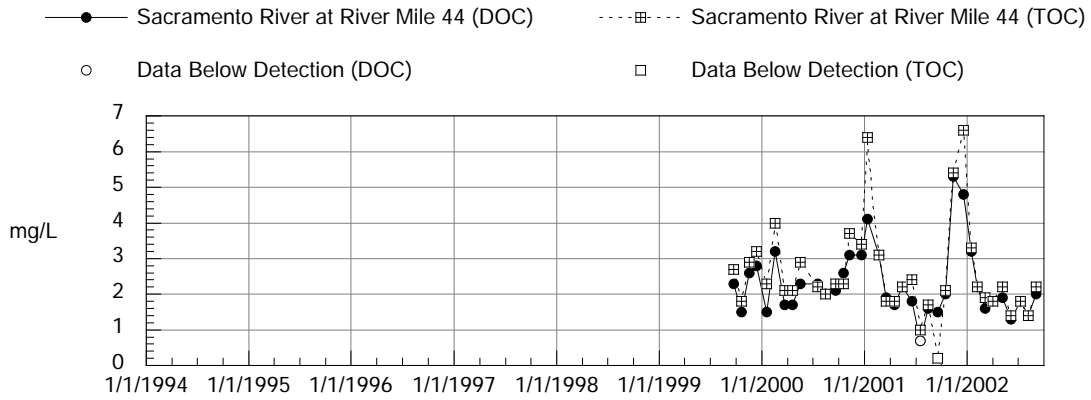 Sacramento River at River Mile 44 (DOC)
Sacramento River at River Mile 44 (TOC)
Data Below Detection (DOC)
Data Below Detection (TOC)
7
6
5
4
3
2
1
0
mg/L
1/1/1994 1/1/1995 1/1/1996 1/1/1997 1/1/1998 1/1/1999 1/1/2000 1/1/2001 1/1/2002